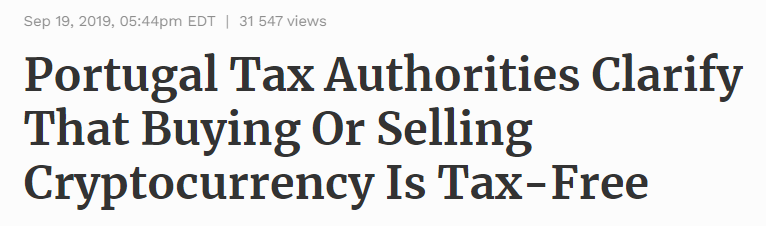 Sep 19, 2019, 05:44pm EDT | 31 547 views
Portugal Tax Authorities Clarify
That Buying Or Selling
Cryptocurrency Is Tax-Free